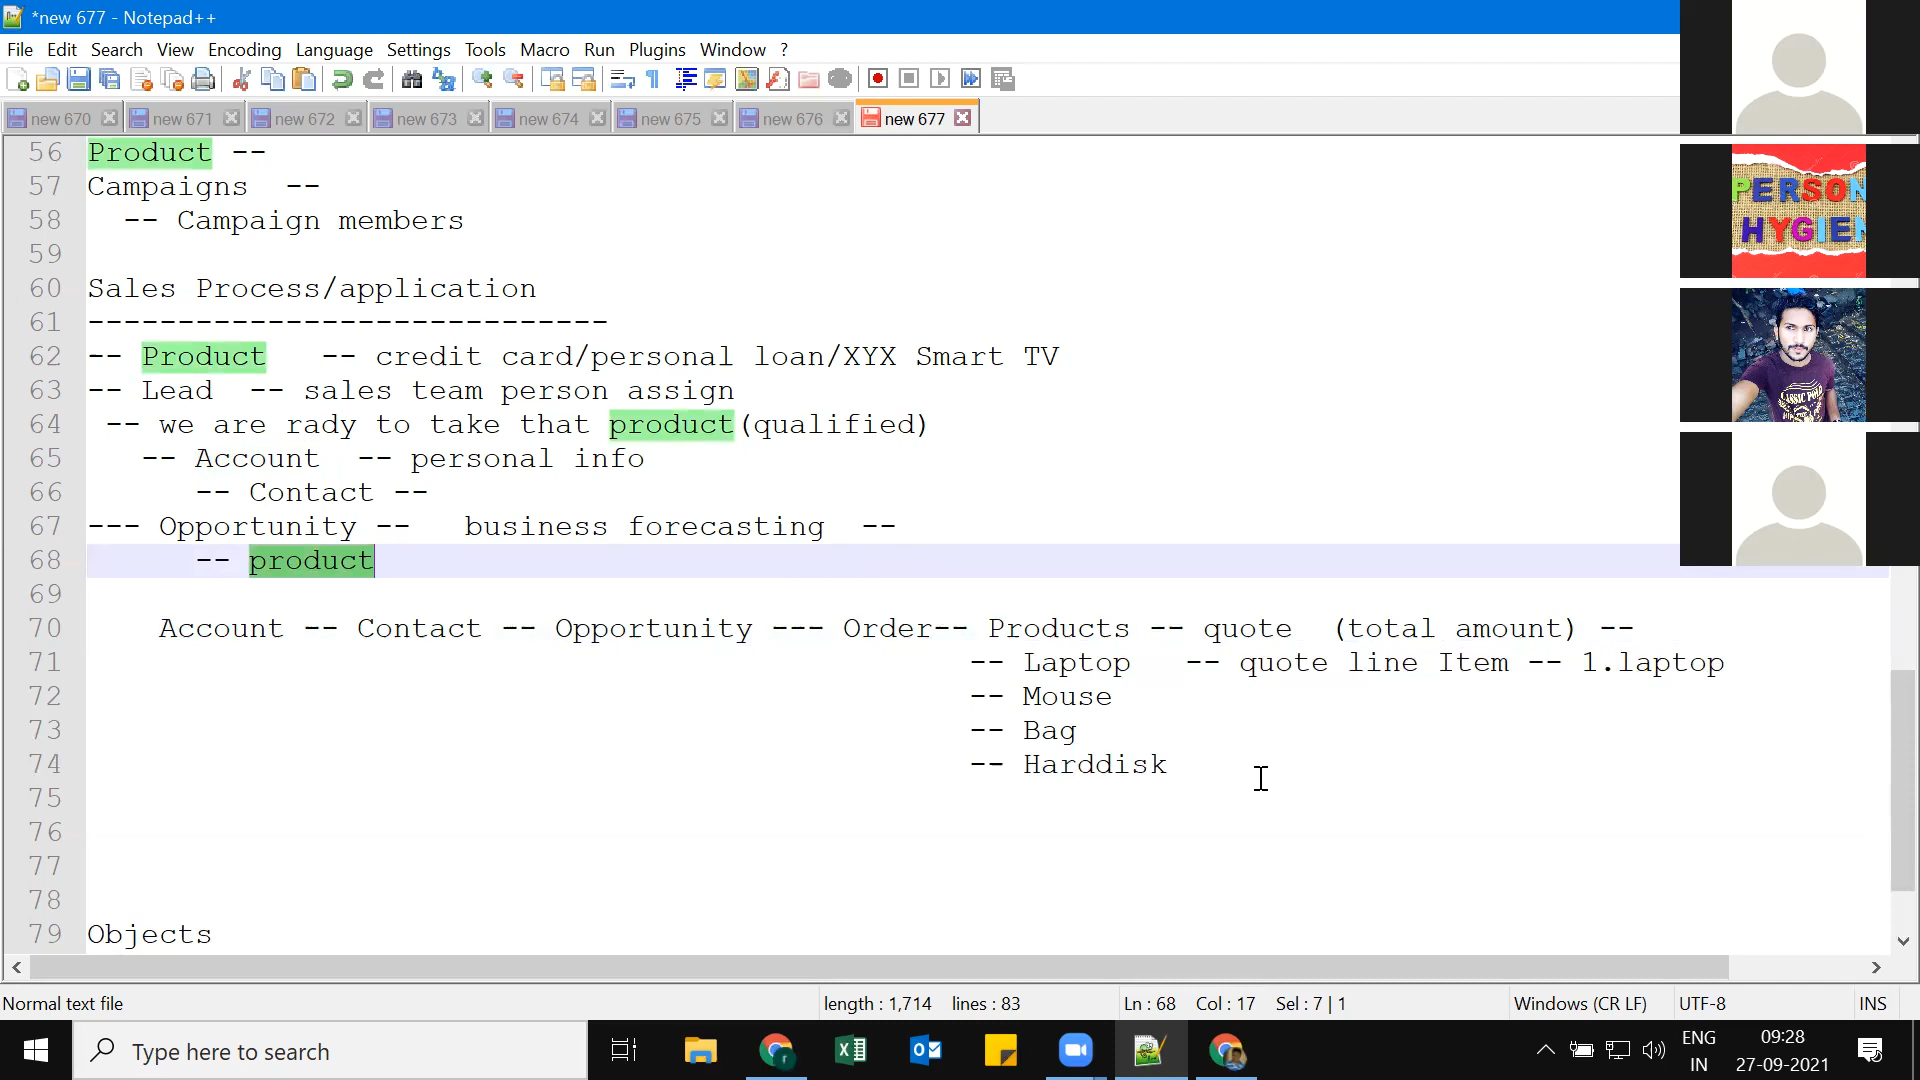 *new 677 - Notepad++
File Edit Search View Encoding Language Settings Tools Macro Run Plugins Window ?
new 670 new 671 new 672 new 673 new 674 new 675 new 676 new 677
56 Product --
57 Campaigns --
58 -- Campaign members
59
60 Sales Process/application
61 -----------------------------
62 -- Product -- credit card/personal loan/XYX Smart TV
63 -- Lead -- sales team person assign
64 -- we are rady to take that product(qualified)
65 -- Account -- personal info
66 -- Contact --
67 --- Opportunity -- business forecasting --
68 -- product
69
70 Account -- Contact -- Opportunity --- Order-- Products -- quote (total amount) --
71 -- Laptop -- quote line Item -- 1.laptop
72 -- Mouse
73 -- Bag
74 -- Harddisk
75
76
77
78
79 Objects
Normal text file length : 1,714 lines : 83 Ln : 68 Col : 17 Sel : 7 | 1 Windows (CR LF) UTF-8 INS
Type here to search
ENG
IN
09:28
27-09-2021
PERSON
HYGIEN